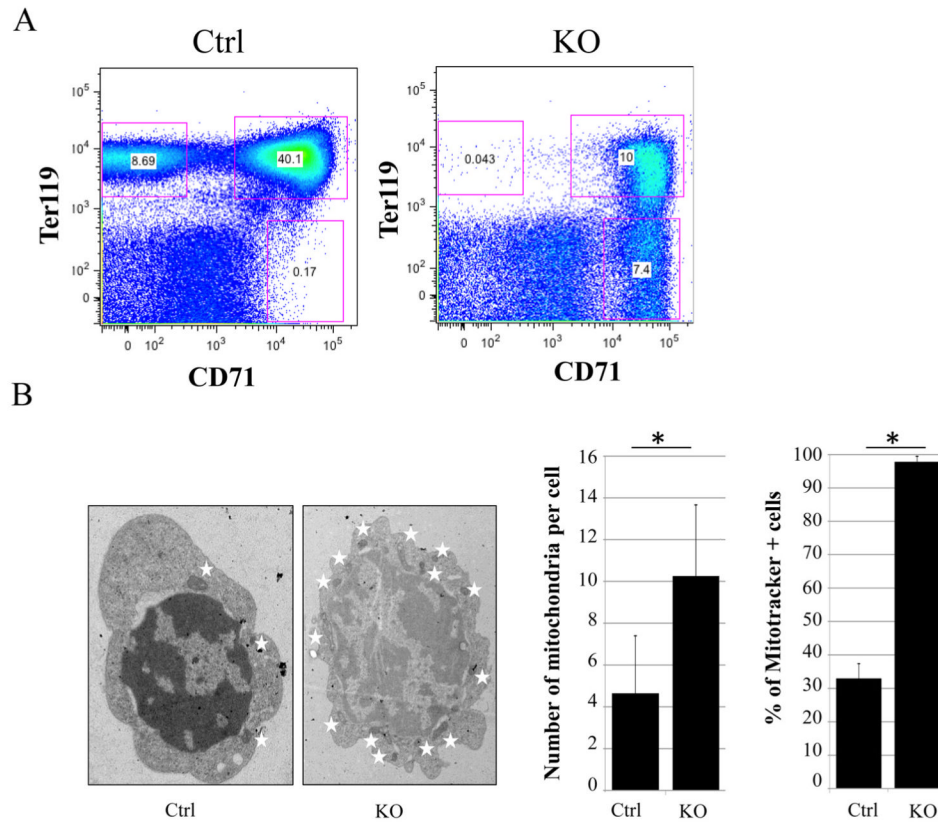 A
Ctrl
KO
10⁵
10⁴
10³
10²
0
Ter119
8.69
40.1
0.17
0 10² 10³ 10⁴ 10⁵
CD71
10⁵
10⁴
10³
10²
0
Ter119
0.043
10
7.4
0 10² 10³ 10⁴ 10⁵
CD71
B
Ctrl
KO
Number of mitochondria per cell
16
14
12
10
8
6
4
2
0
*
Ctrl KO
% of Mitotracker + cells
100
90
80
70
60
50
40
30
20
10
0
*
Ctrl KO